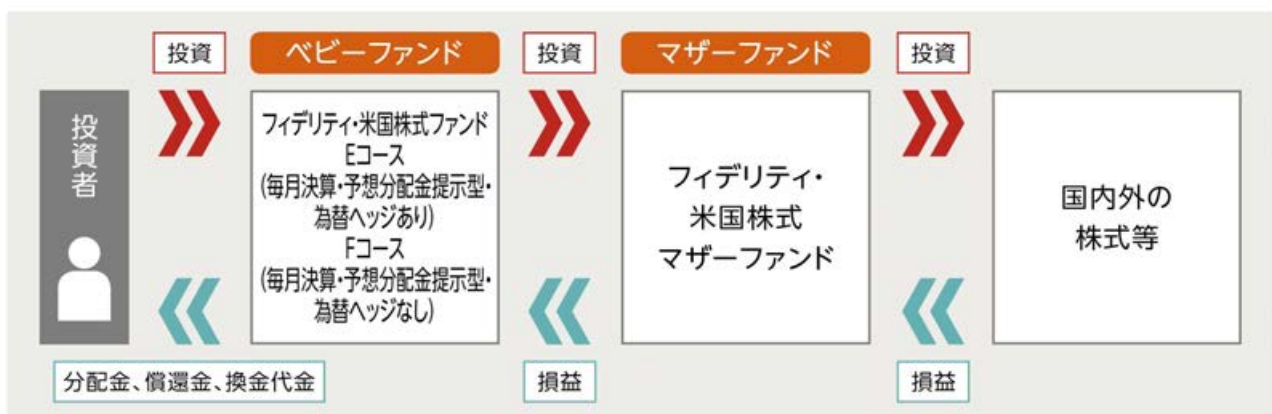 投資
ベビーファンド
投資
マザーファンド
投資
投資者
フィデリティ・米国株式ファンド
Eコース
(毎月決算・予想分配金提示型・
為替ヘッジあり)
Fコース
(毎月決算・予想分配金提示型・
為替ヘッジなし)
フィデリティ・
米国株式
マザーファンド
国内外の
株式等
分配金、償還金、換金代金
損益
損益